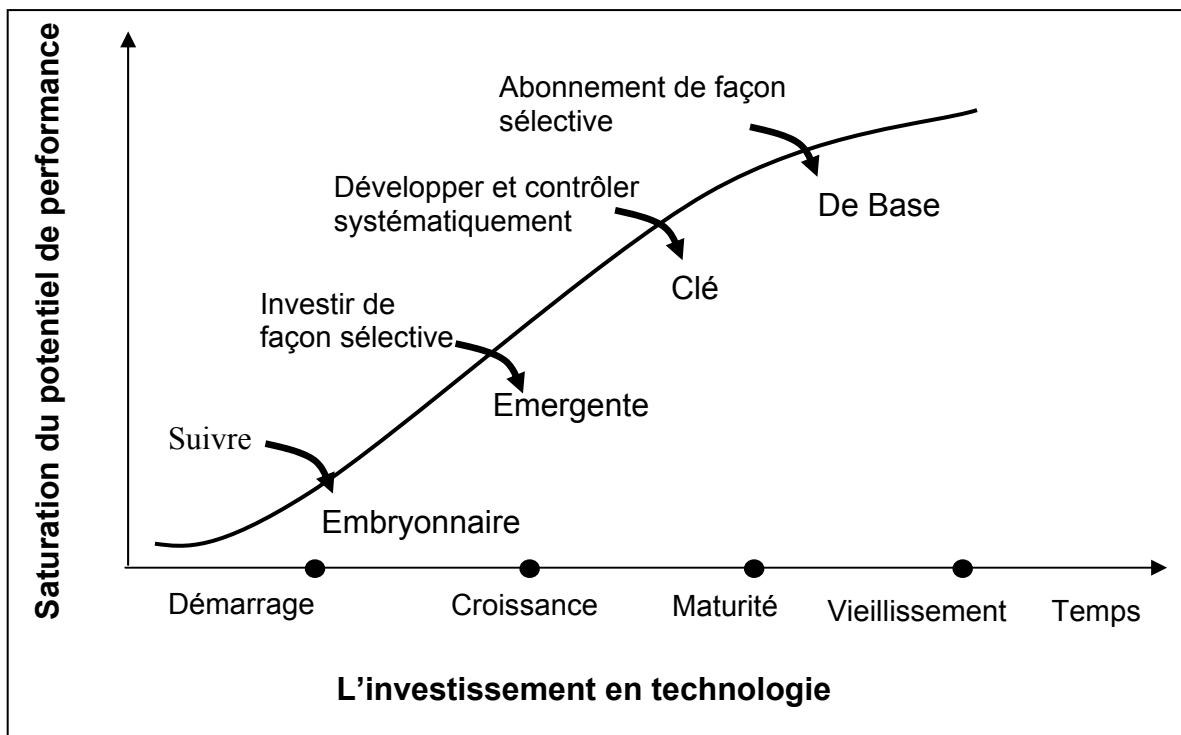 Saturation du potentiel de performance
Abonnement de façon
sélective
De Base
Développer et contrôler
systématiquement
Clé
Investir de
façon sélective
Emergente
Suivre
Embryonnaire
Démarrage
Croissance
Maturité
Vieillissement
Temps
L'investissement en technologie